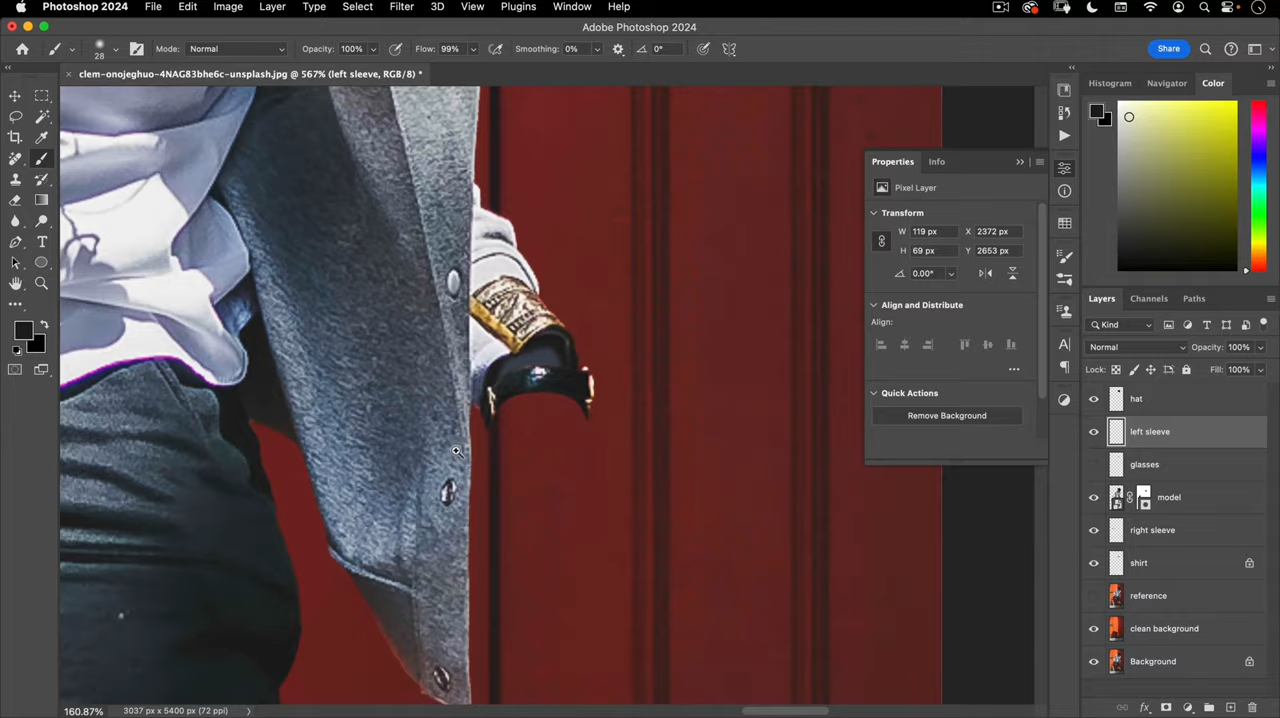 Photoshop 2024 File Edit Image Layer Type Select Filter 3D View Plugins Window Help
Adobe Photoshop 2024
28 Mode: Normal Opacity: 100% Flow: 99% Smoothing: 0% 0° Share
clem-onojeghuo-4NAG83bhe6c-unsplash.jpg @ 567% (left sleeve, RGB/8) *
Histogram Navigator Color
Properties Info
Pixel Layer
Transform
W 119 px X 2372 px
H 69 px Y 2653 px
0.00°
Align and Distribute
Align:
Quick Actions
Remove Background
Layers Channels Paths
Kind
Normal Opacity: 100%
Lock: Fill: 100%
hat
left sleeve
glasses
model
right sleeve
shirt
reference
clean background
Background
160.87% 3037 px x 5400 px (72 ppi)